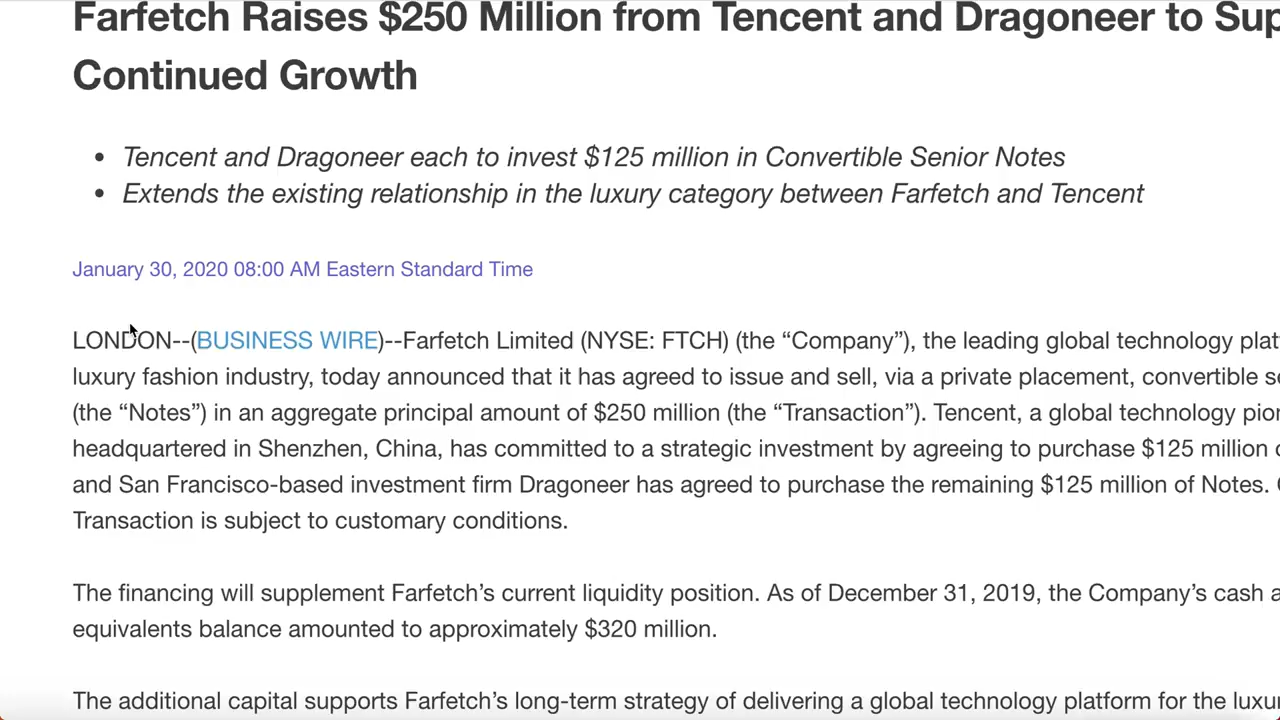 Farfetch Raises $250 Million from Tencent and Dragoneer to
Continued Growth
• Tencent and Dragoneer each to invest $125 million in Convertible Senior Notes
• Extends the existing relationship in the luxury category between Farfetch and Tencent
January 30, 2020 08:00 AM Eastern Standard Time
LONDON--(BUSINESS WIRE)--Farfetch Limited (NYSE: FTCH) (the “Company”), the leading global technology
luxury fashion industry, today announced that it has agreed to issue and sell, via a private placement, convertible
(the “Notes”) in an aggregate principal amount of $250 million (the “Transaction”). Tencent, a global technology
headquartered in Shenzhen, China, has committed to a strategic investment by agreeing to purchase $125 million
and San Francisco-based investment firm Dragoneer has agreed to purchase the remaining $125 million of Notes.
Transaction is subject to customary conditions.
The financing will supplement Farfetch’s current liquidity position. As of December 31, 2019, the Company’s cash
equivalents balance amounted to approximately $320 million.
The additional capital supports Farfetch’s long-term strategy of delivering a global technology platform for the